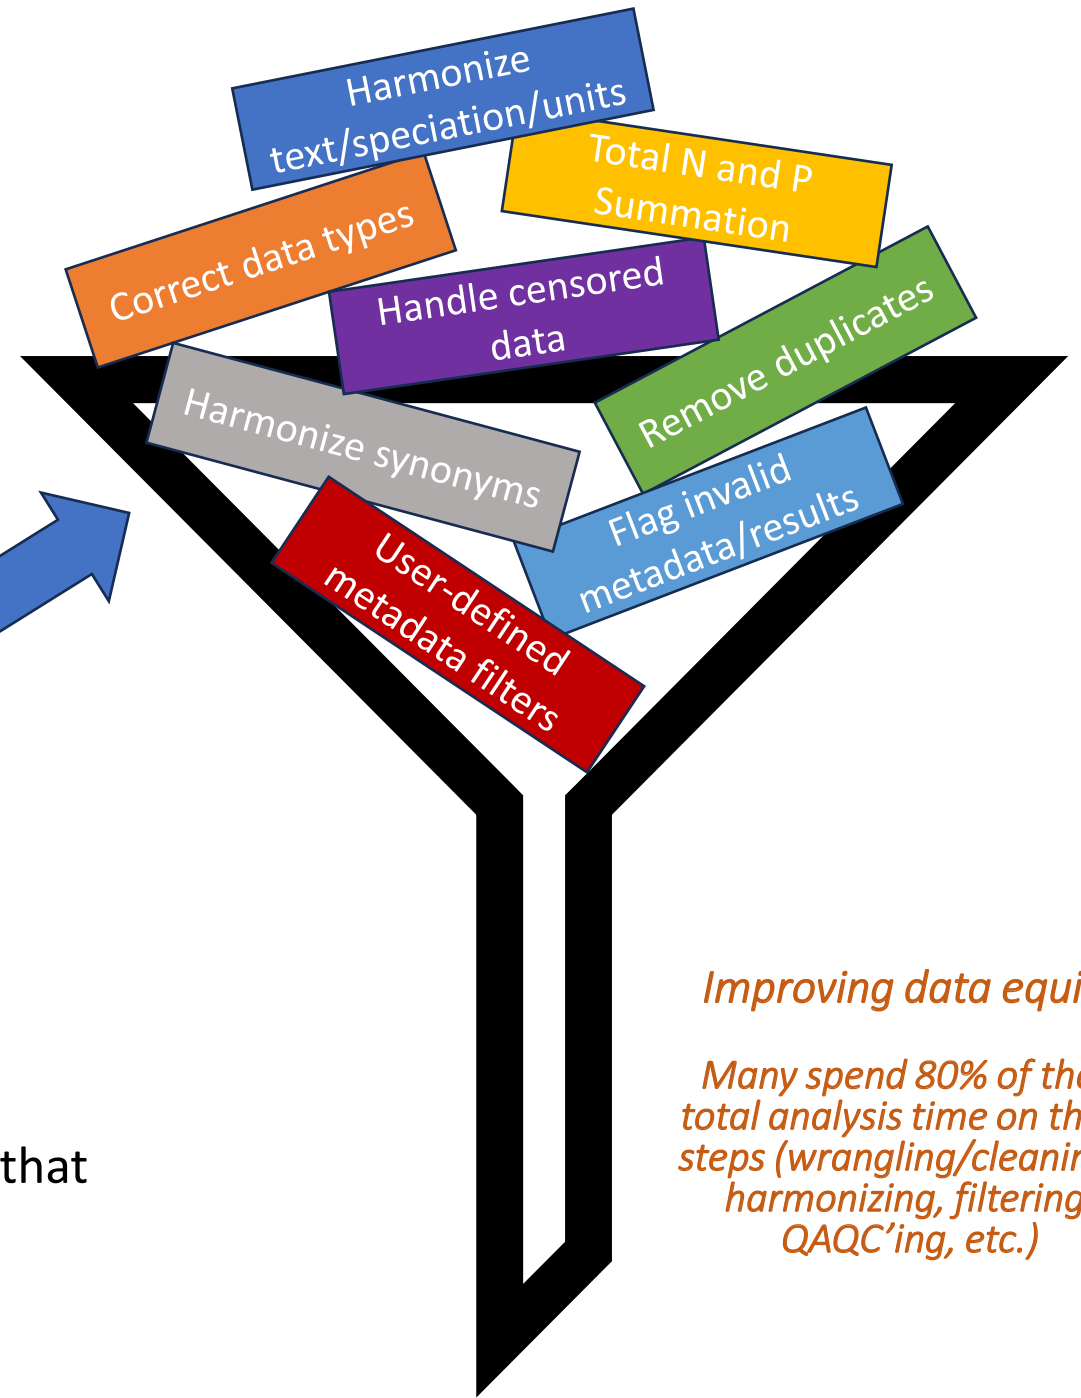 Harmonize
text/speciation/units
Total N and P
Summation
Correct data types
Handle censored
data
Remove duplicates
Harmonize synonyms
Flag invalid
metadata/results
User-defined
metadata filters
Improving data equi
Many spend 80% of the
total analysis time on th
steps (wrangling/cleanin
harmonizing, filtering
QAQC’ing, etc.)
that